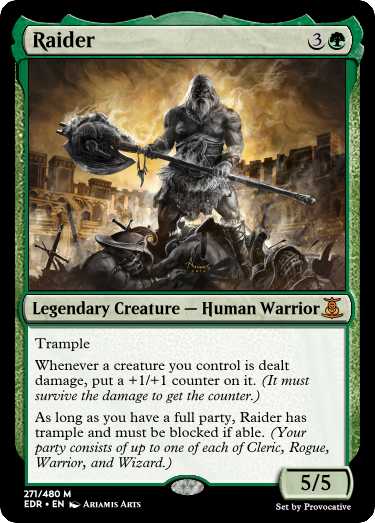 Raider 3
Legendary Creature — Human Warrior
Trample
Whenever a creature you control is dealt
damage, put a +1/+1 counter on it. (It must
survive the damage to get the counter.)
As long as you have a full party, Raider has
trample and must be blocked if able. (Your
party consists of up to one of each of Cleric, Rogue,
Warrior, and Wizard.)
5/5
271/480 M
EDR • EN Ariamis Arts
Set by Provocative